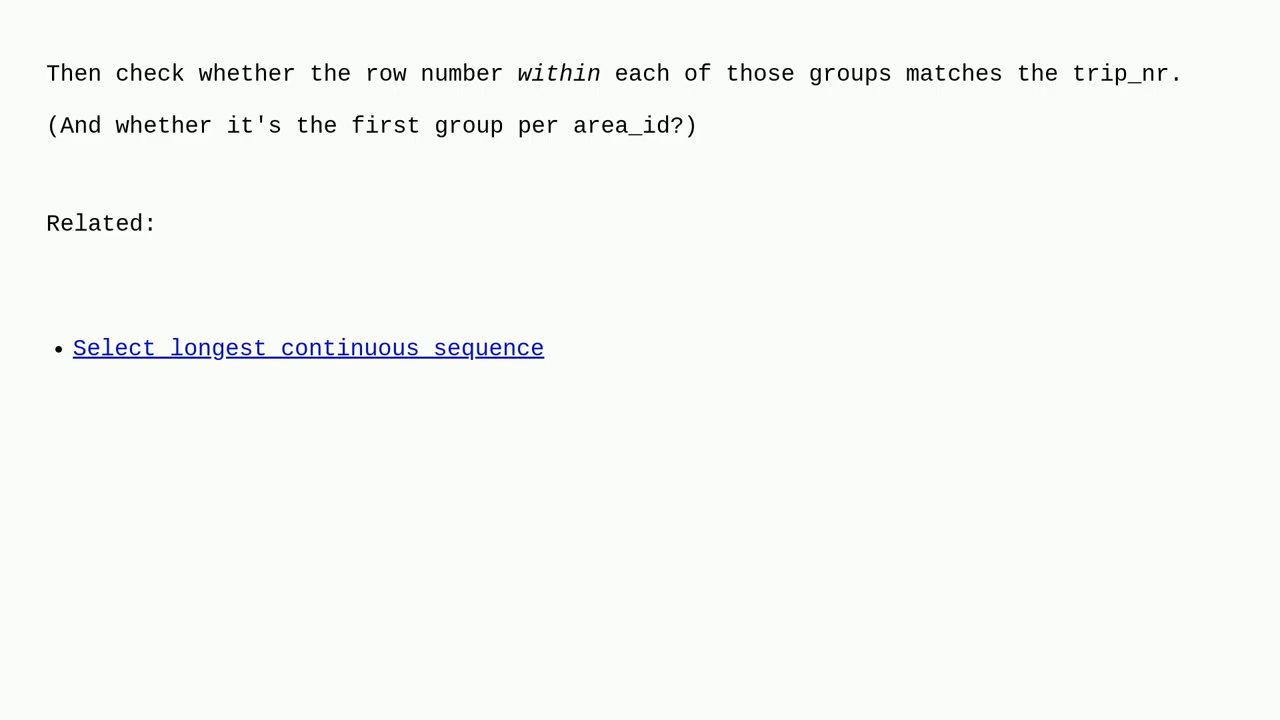 Then check whether the row number within each of those groups matches the trip_nr.
(And whether it's the first group per area_id?)
Related:
• Select longest continuous sequence